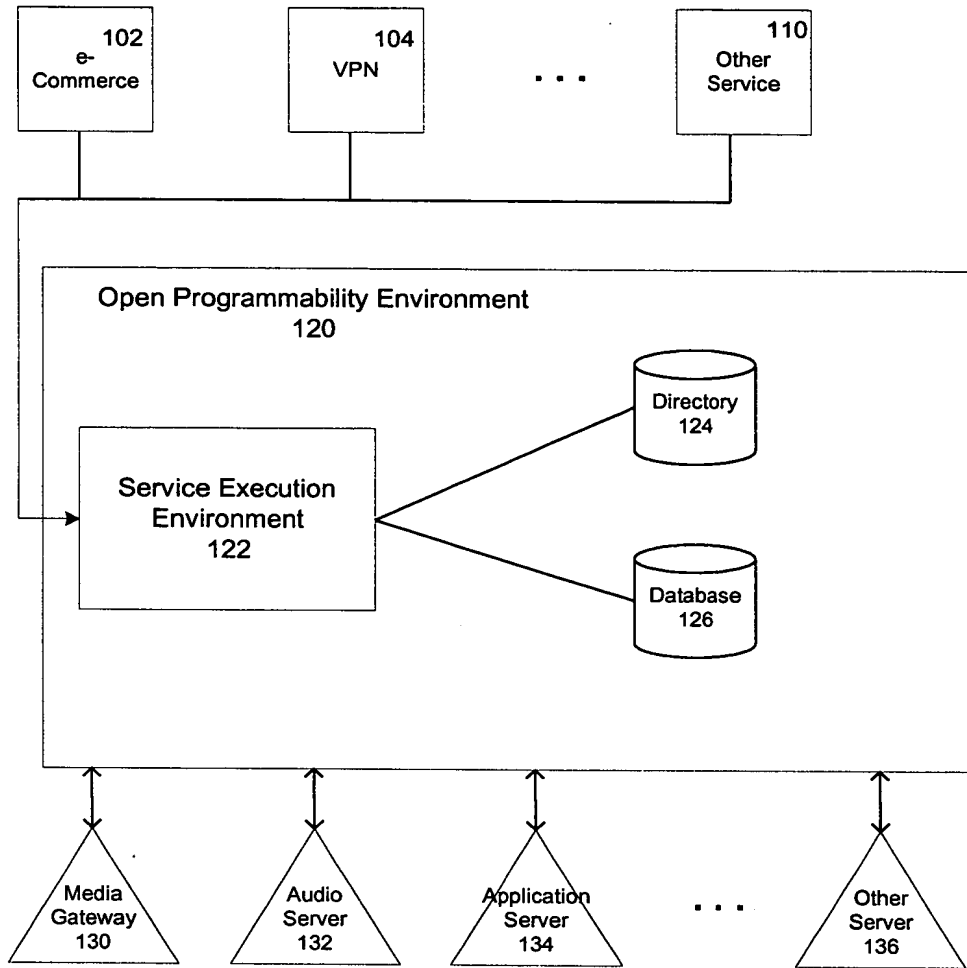 102
e-
Commerce
104
VPN
. . .
110
Other
Service
Open Programmability Environment
120
Directory
124
Service Execution
Environment
122
Database
126
Media
Gateway
130
Audio
Server
132
Application
Server
134
. . .
Other
Server
136